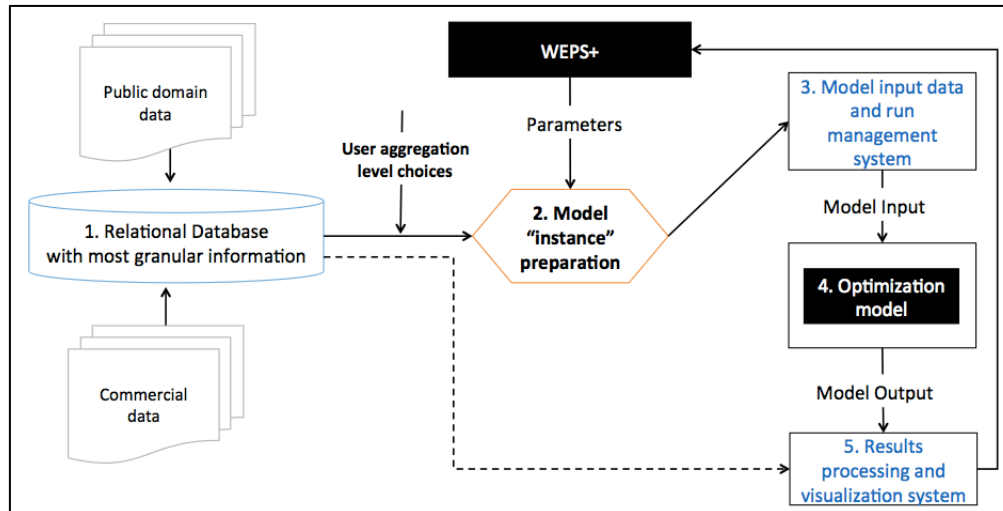 Public domain
data
WEPS+
Parameters
User aggregation
level choices
3. Model input data
and run
management
system
1. Relational Database
with most granular information
2. Model
“instance”
preparation
Model Input
4. Optimization
model
Commercial
data
Model Output
5. Results
processing and
visualization system